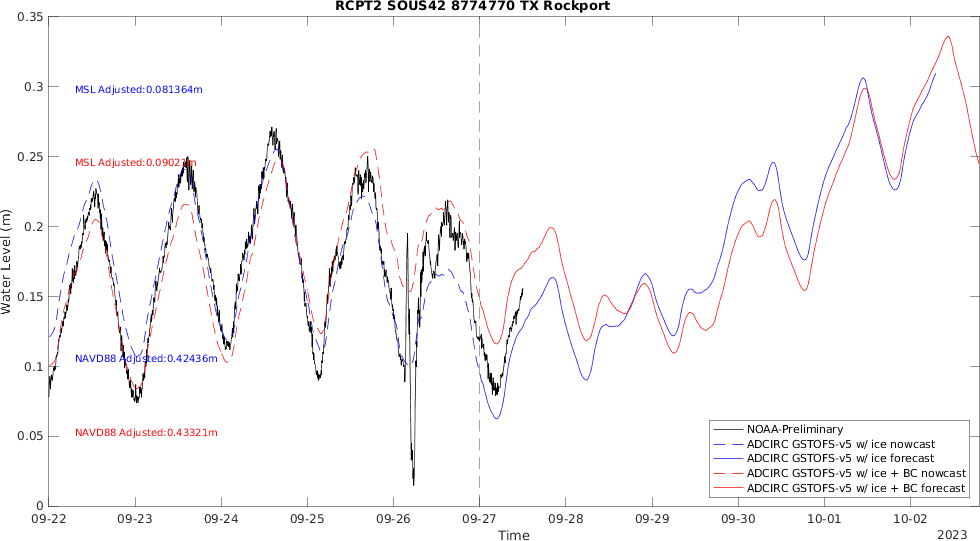 RCPT2 SOUS42 8774770 TX Rockport
0.35
0.3
0.25
0.2
0.15
0.1
0.05
0
Water Level (m)
MSL Adjusted:0.081364m
NAVD88 Adjusted:0.42436m
NAVD88 Adjusted:0.43321m
NOAA-Preliminary
ADCIRC GSTOFS-v5 w/ ice nowcast
ADCIRC GSTOFS-v5 w/ ice forecast
ADCIRC GSTOFS-v5 w/ ice + BC nowcast
ADCIRC GSTOFS-v5 w/ ice + BC forecast
09-22 09-23 09-24 09-25 09-26 09-27 09-28 09-29 09-30 10-01 10-02
Time
2023